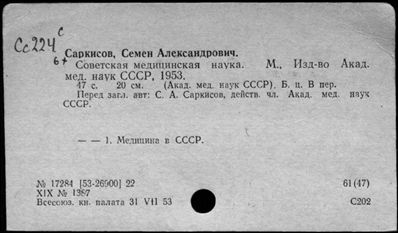 Сс224 с
Саркисов, Семен Александрович.
б+ Советская медицинская наука. М., Изд-во Акад.
мед. наук СССР, 1953.
47 с. 20 см. (Акад. мед. наук СССР). Б. ц. В пер.
Перед загл. авт: С. А. Саркисов, действ. чл. Акад. мед. наук
СССР.
— — 1. Медицина в СССР.
№ 17284 [53-26900] 22 61 (47)
XIX № 1387
Всесоюз. кн. палата 31 VII 53 С202